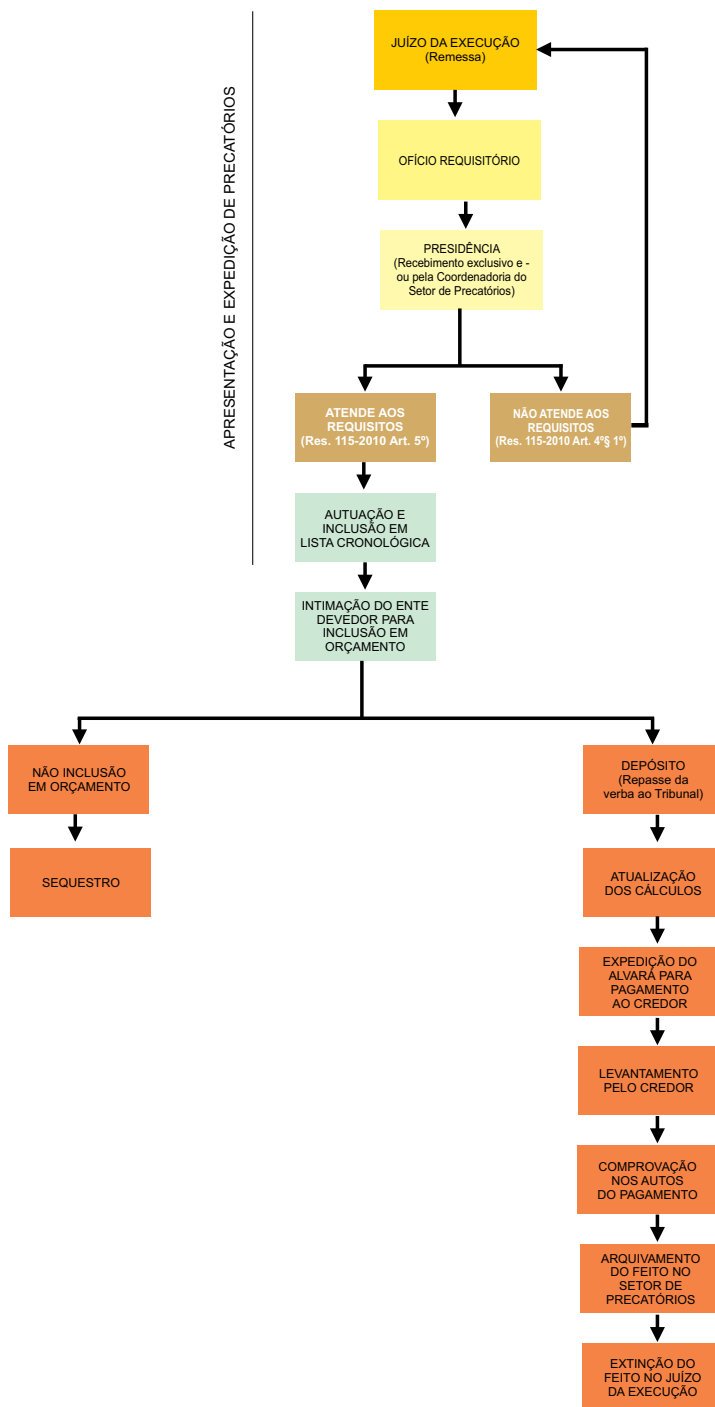 APRESENTAÇÃO E EXPEDIÇÃO DE PRECATÓRIOS
JUÍZO DA EXECUÇÃO
(Remessa)
OFÍCIO REQUISITÓRIO
PRESIDÊNCIA
(Recebimento exclusivo e -
ou pela Coordenadoria do
Setor de Precatórios)
ATENDE AOS
REQUISITOS
(Res. 115-2010 Art. 5º)
NÃO ATENDE AOS
REQUISITOS
(Res. 115-2010 Art. 4º§ 1º)
AUTUAÇÃO E
INCLUSÃO EM
LISTA CRONOLÓGICA
INTIMAÇÃO DO ENTE
DEVEDOR PARA
INCLUSÃO EM
ORÇAMENTO
NÃO INCLUSÃO
EM ORÇAMENTO
SEQUESTRO
DEPÓSITO
(Repasse da
verba ao Tribunal)
ATUALIZAÇÃO
DOS CÁLCULOS
EXPEDIÇÃO DO
ALVARÁ PARA
PAGAMENTO
AO CREDOR
LEVANTAMENTO
PELO CREDOR
COMPROVAÇÃO
NOS AUTOS
DO PAGAMENTO
ARQUIVAMENTO
DO FEITO NO
SETOR DE
PRECATÓRIOS
EXTINÇÃO DO
FEITO NO JUÍZO
DA EXECUÇÃO